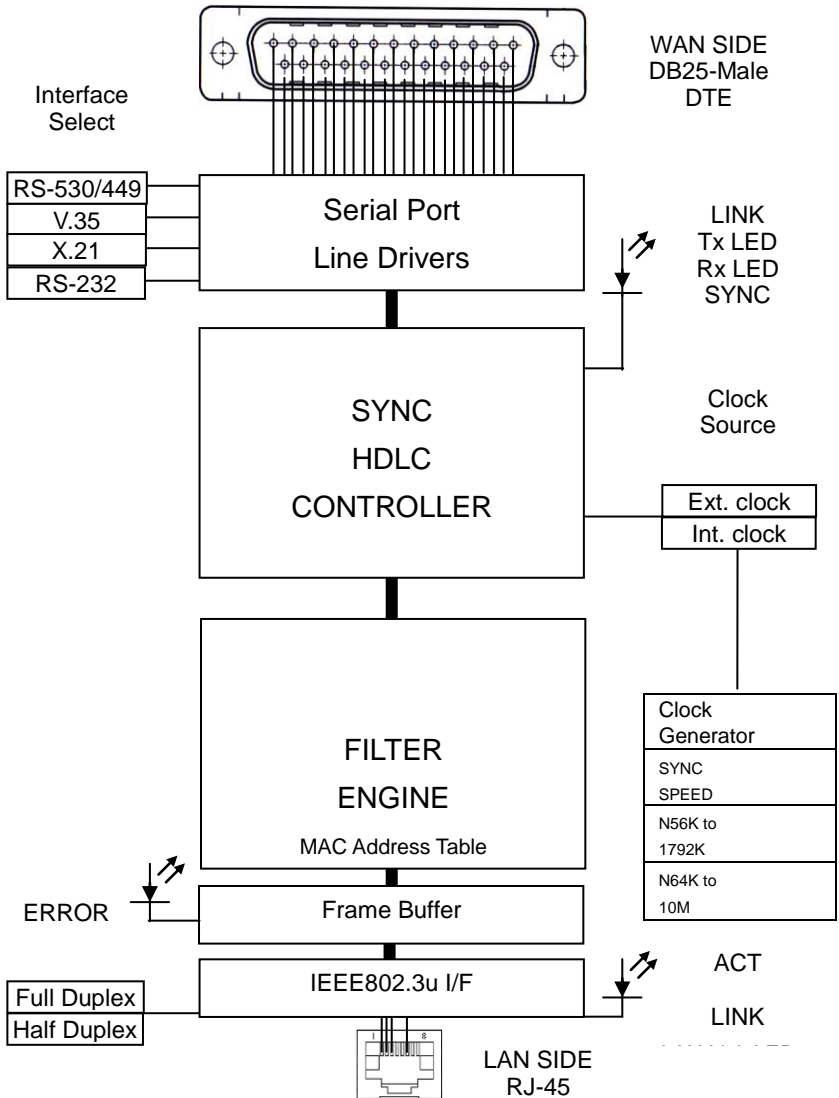 WAN SIDE
DB25-Male
DTE
Interface
Select
RS-530/449
V.35
X.21
RS-232
Serial Port
Line Drivers
LINK
Tx LED
Rx LED
SYNC
SYNC
HDLC
CONTROLLER
Clock
Source
Ext. clock
Int. clock
Clock
Generator
SYNC
SPEED
N56K to
1792K
N64K to
10M
FILTER
ENGINE
MAC Address Table
ERROR
Frame Buffer
IEEE802.3u I/F
Full Duplex
Half Duplex
ACT
LINK
1 8
LAN SIDE
RJ-45